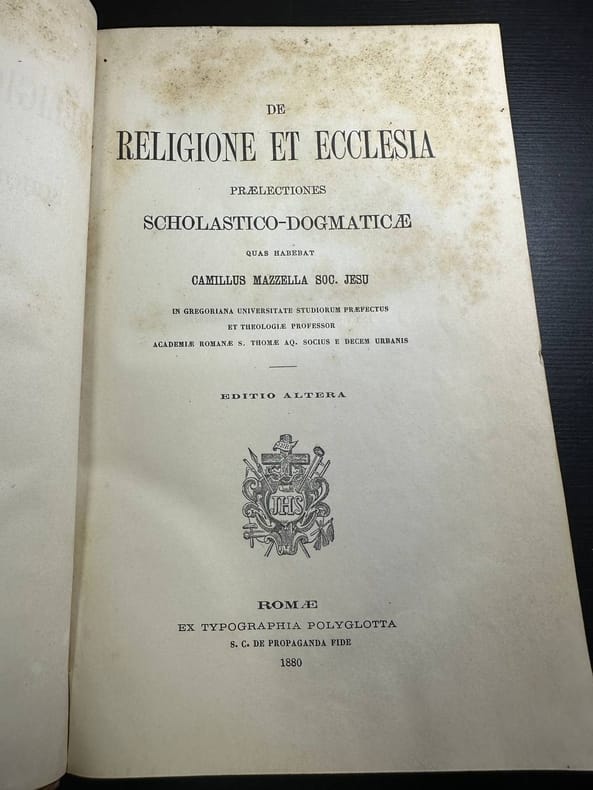 DE
RELIGIONE ET ECCLESIA
PRÆLECTIONES
SCHOLASTICO-DOGMATICÆ
QUAS HABEBAT
CAMILLUS MAZZELLA SOC. JESU
IN GREGORIANA UNIVERSITATE STUDIORUM PRÆFECTUS
ET THEOLOGIÆ PROFESSOR
ACADEMIÆ ROMANÆ S. THOMÆ AQ. SOCIUS E DECEM URBANIS
EDITIO ALTERA
JHS
ROMÆ
EX TYPOGRAPHIA POLYGLOTTA
S. C. DE PROPAGANDA FIDE
1880